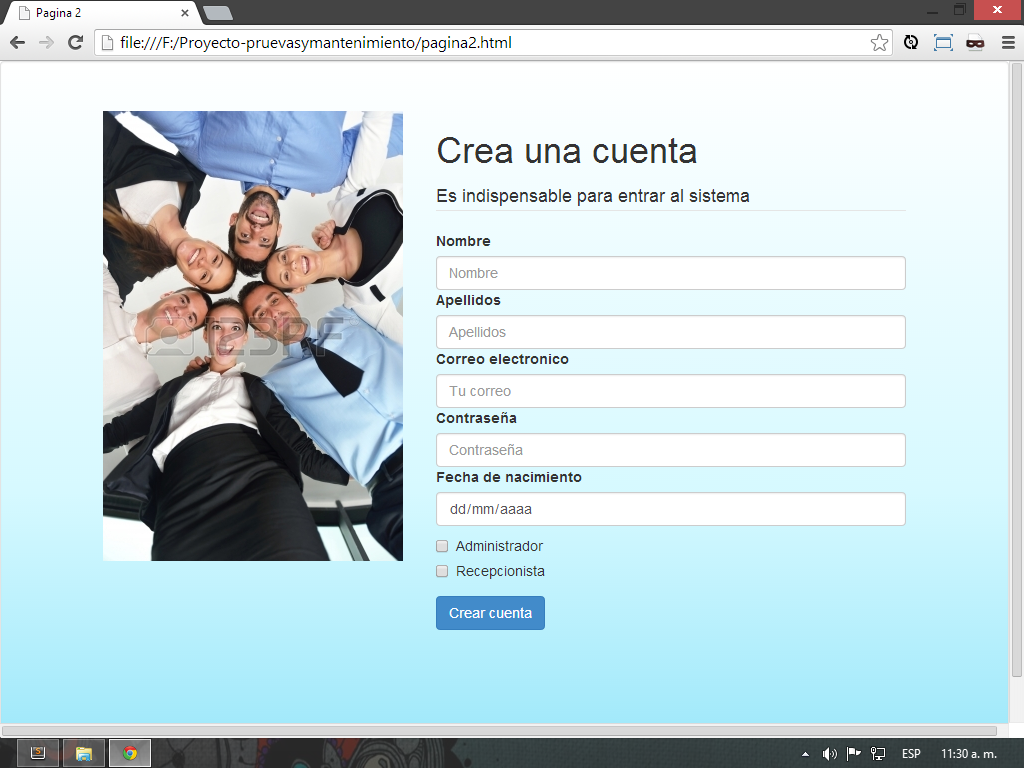 Pagina 2
file:///F:/Proyecto-pruevasymantenimiento/pagina2.html
123RF
Crea una cuenta
Es indispensable para entrar al sistema
Nombre
Nombre
Apellidos
Apellidos
Correo electronico
Tu correo
Contraseña
Contraseña
Fecha de nacimiento
dd/mm/aaaa
Administrador
Recepcionista
Crear cuenta
ESP
11:30 a. m.